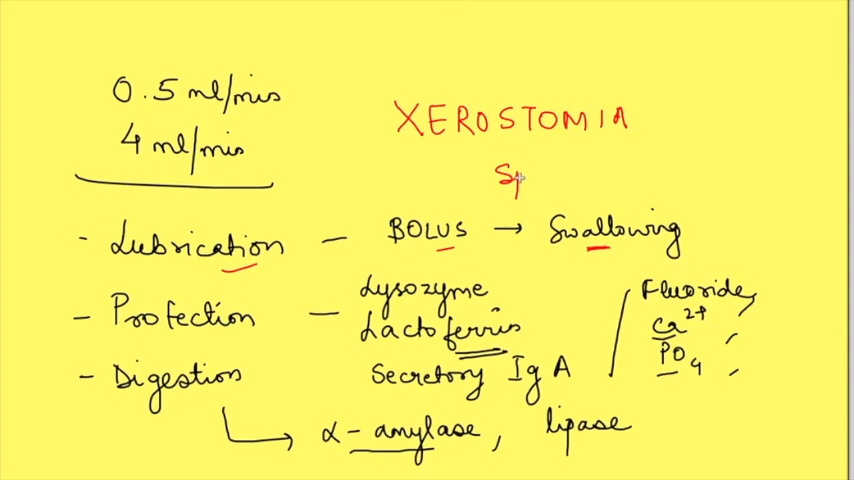 0.5 ml/min
4 ml/min
XEROSTOMIA
Sp
- Lubrication - BOLUS → Swallowing
- Protection - Lysozyme
Lactoferrin
Secretory IgA
Fluoride,
Ca2+
PO4
- Digestion
α-amylase, lipase